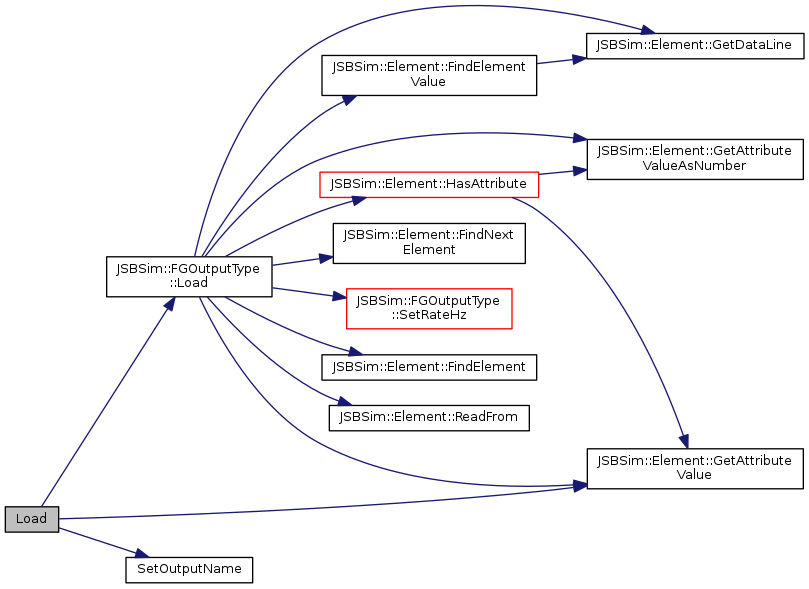 JSBSim::Element::GetDataLine
JSBSim::Element::FindElement
Value
JSBSim::Element::GetAttribute
ValueAsNumber
JSBSim::Element::HasAttribute
JSBSim::Element::FindNext
Element
JSBSim::FGOutputType
::Load
JSBSim::FGOutputType
::SetRateHz
JSBSim::Element::FindElement
JSBSim::Element::ReadFrom
JSBSim::Element::GetAttribute
Value
Load
SetOutputName